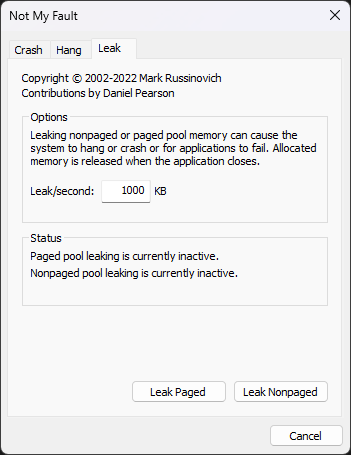 Not My Fault
Crash Hang Leak
Copyright © 2002-2022 Mark Russinovich
Contributions by Daniel Pearson
Options
Leaking nonpaged or paged pool memory can cause the
system to hang or crash or for applications to fail. Allocated
memory is released when the application closes.
Leak/second: 1000 KB
Status
Paged pool leaking is currently inactive.
Nonpaged pool leaking is currently inactive.
Leak Paged Leak Nonpaged
Cancel